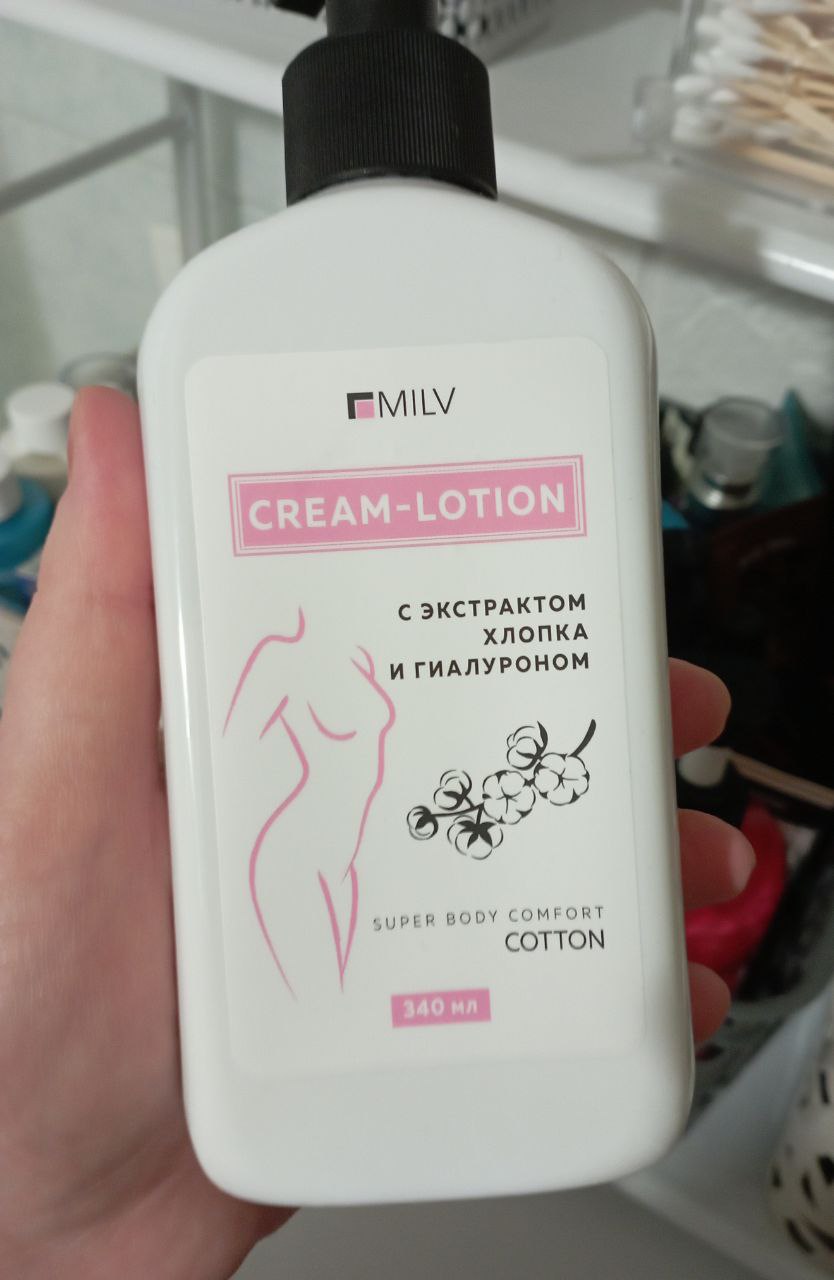 MILV
CREAM-LOTION
С ЭКСТРАКТОМ
ХЛОПКА
И ГИАЛУРОНОМ
SUPER BODY COMFORT
COTTON
340 мл